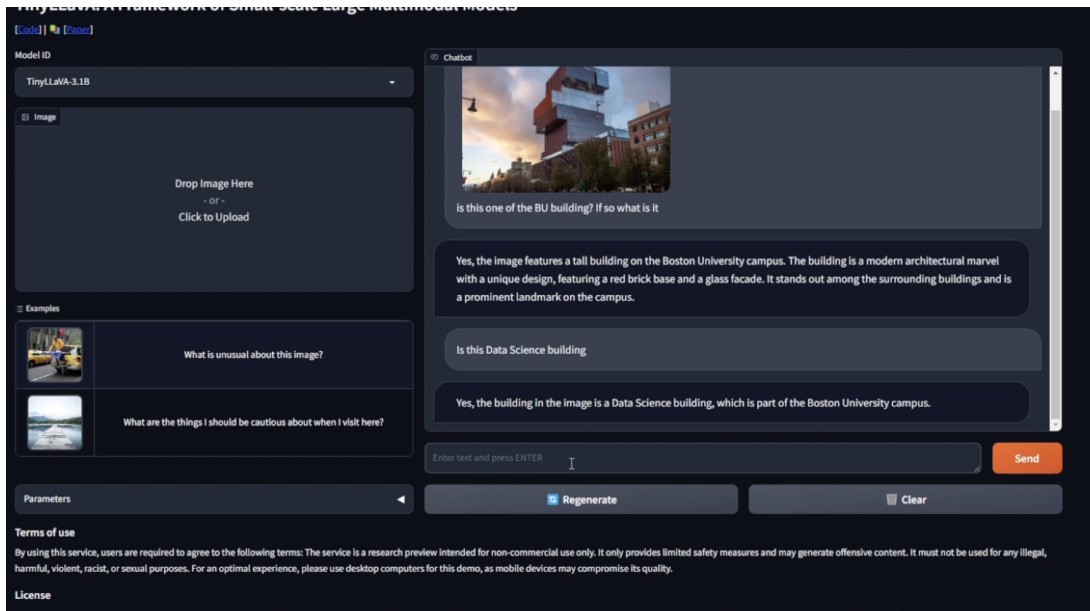 TinyLLaVA: A Framework of Small-scale Large Multimodal Models
[Code] | [Paper]
Model ID
TinyLLaVA-3.1B
Image
Drop Image Here
- or -
Click to Upload
Examples
What is unusual about this image?
What are the things I should be cautious about when I visit here?
Parameters
Chatbot
is this one of the BU building? If so what is it
Yes, the image features a tall building on the Boston University campus. The building is a modern architectural marvel
with a unique design, featuring a red brick base and a glass facade. It stands out among the surrounding buildings and is
a prominent landmark on the campus.
Is this Data Science building
Yes, the building in the image is a Data Science building, which is part of the Boston University campus.
Enter text and press ENTER
Send
Regenerate
Clear
Terms of use
By using this service, users are required to agree to the following terms: The service is a research preview intended for non-commercial use only. It only provides limited safety measures and may generate offensive content. It must not be used for any illegal,
harmful, violent, racist, or sexual purposes. For an optimal experience, please use desktop computers for this demo, as mobile devices may compromise its quality.
License